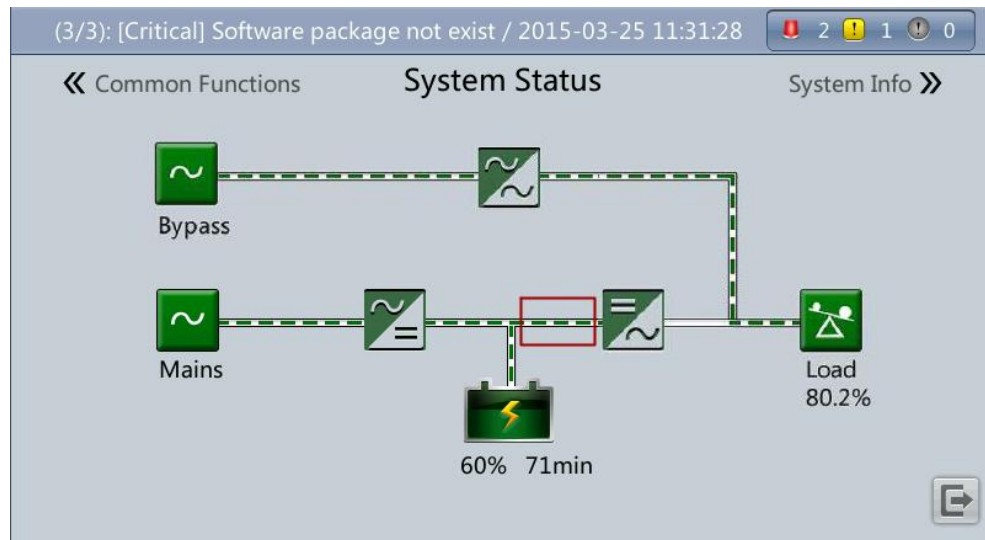 (3/3): [Critical] Software package not exist / 2015-03-25 11:31:28 2 1 0
Common Functions System Status System Info
Bypass
Mains
Load
80.2%
60% 71min